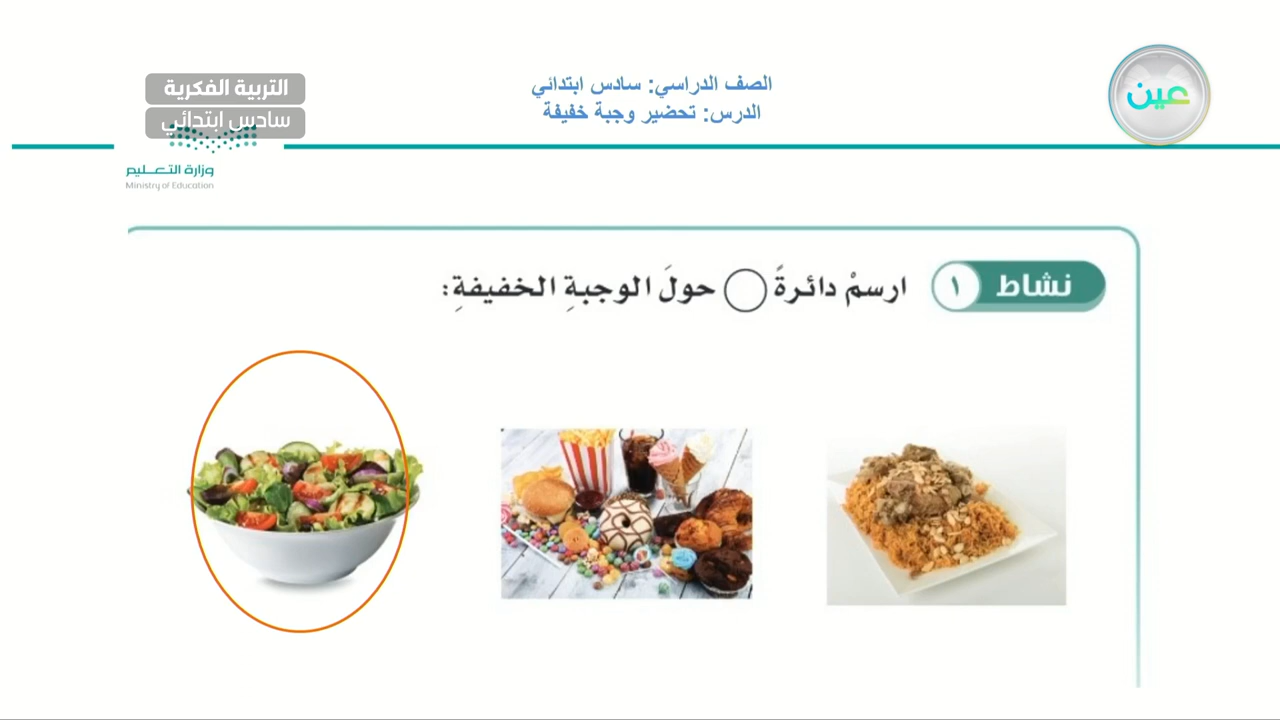 التربية الفكرية
سادس ابتدائي
وزارة التعليم
Ministry of Education
الصف الدراسي: سادس ابتدائي
الدرس: تحضير وجبة خفيفة
عين
نشاط ١
ارسمْ دائرةً حولَ الوجبةِ الخفيفةِ: